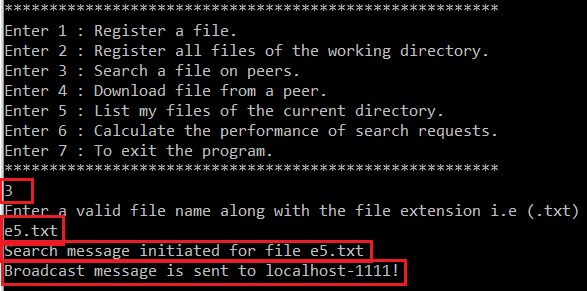 ******************************************************
Enter 1 : Register a file.
Enter 2 : Register all files of the working directory.
Enter 3 : Search a file on peers.
Enter 4 : Download file from a peer.
Enter 5 : List my files of the current directory.
Enter 6 : Calculate the performance of search requests.
Enter 7 : To exit the program.
******************************************************
3
Enter a valid file name along with the file extension i.e (.txt)
e5.txt
Search message initiated for file e5.txt
Broadcast message is sent to localhost-1111!